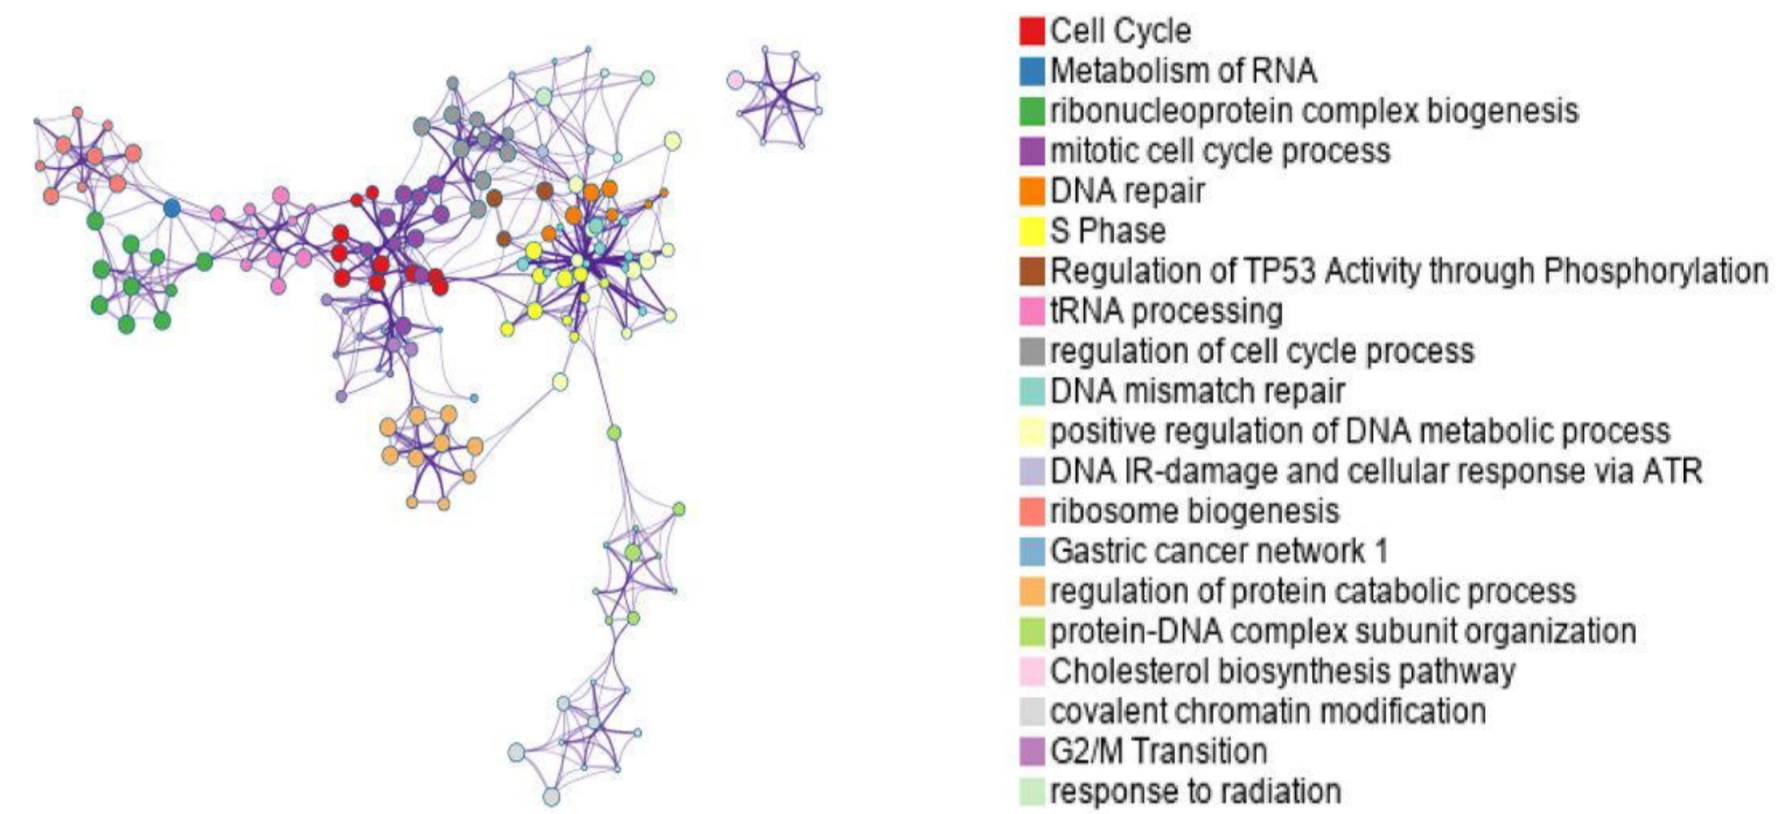 Cell Cycle
Metabolism of RNA
ribonucleoprotein complex biogenesis
mitotic cell cycle process
DNA repair
S Phase
Regulation of TP53 Activity through Phosphorylation
tRNA processing
regulation of cell cycle process
DNA mismatch repair
positive regulation of DNA metabolic process
DNA IR-damage and cellular response via ATR
ribosome biogenesis
Gastric cancer network 1
regulation of protein catabolic process
protein-DNA complex subunit organization
Cholesterol biosynthesis pathway
covalent chromatin modification
G2/M Transition
response to radiation